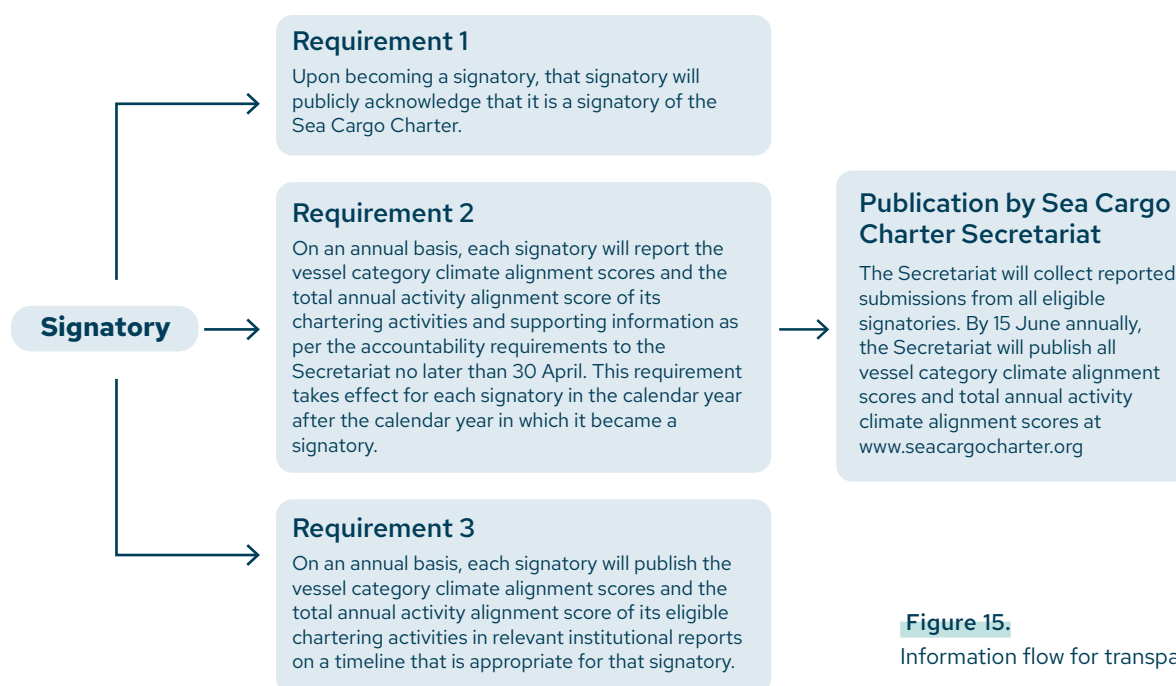 Requirement 1
Upon becoming a signatory, that signatory will
publicly acknowledge that it is a signatory of the
Sea Cargo Charter.
Signatory
Requirement 2
On an annual basis, each signatory will report the
vessel category climate alignment scores and the
total annual activity alignment score of its
chartering activities and supporting information as
per the accountability requirements to the
Secretariat no later than 30 April. This requirement
takes effect for each signatory in the calendar year
after the calendar year in which it became a
signatory.
Publication by Sea Cargo
Charter Secretariat
The Secretariat will collect reported
submissions from all eligible
signatories. By 15 June annually,
the Secretariat will publish all
vessel category climate alignment
scores and total annual activity
climate alignment scores at
www.seacargocharter.org
Requirement 3
On an annual basis, each signatory will publish the
vessel category climate alignment scores and the
total annual activity alignment score of its eligible
chartering activities in relevant institutional reports
on a timeline that is appropriate for that signatory.
Figure 15.
Information flow for